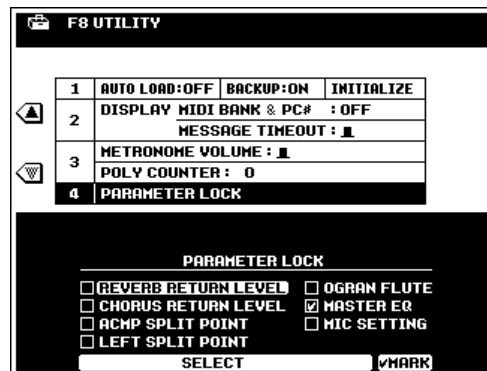 F8 UTILITY
1 AUTO LOAD:OFF BACKUP:ON INITIALIZE
2 DISPLAY MIDI BANK & PC# :OFF
MESSAGE TIMEOUT:
3 METRONOME VOLUME:
POLY COUNTER: 0
4 PARAMETER LOCK
PARAMETER LOCK
REVERB RETURN LEVEL OGRAN FLUTE
CHORUS RETURN LEVEL MASTER EQ
ACMP SPLIT POINT MIC SETTING
LEFT SPLIT POINT
SELECT ✓MARK